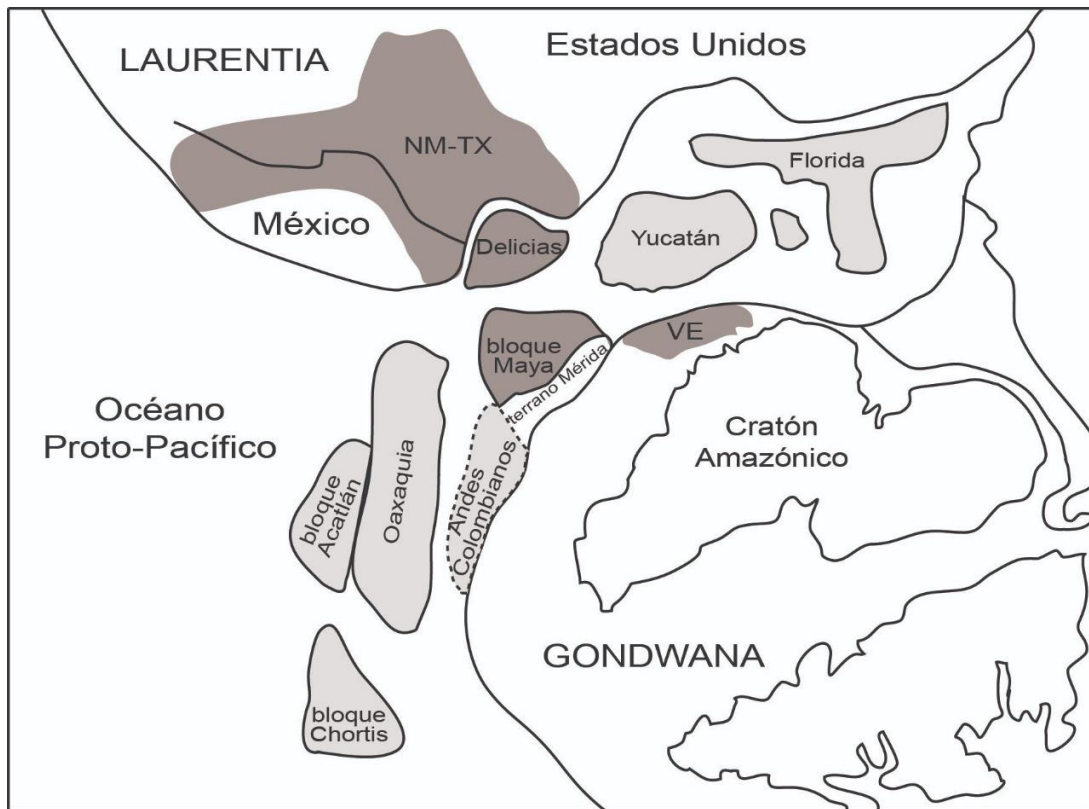 LAURENTIA
Estados Unidos
NM-TX
Florida
México
Delicias
Yucatán
bloque
Maya
terrano Mérida
VE
Océano
Proto-Pacífico
Cratón
Amazónico
bloque
Acatlán
Oaxaquia
Andes
Colombianos
GONDWANA
bloque
Chortis